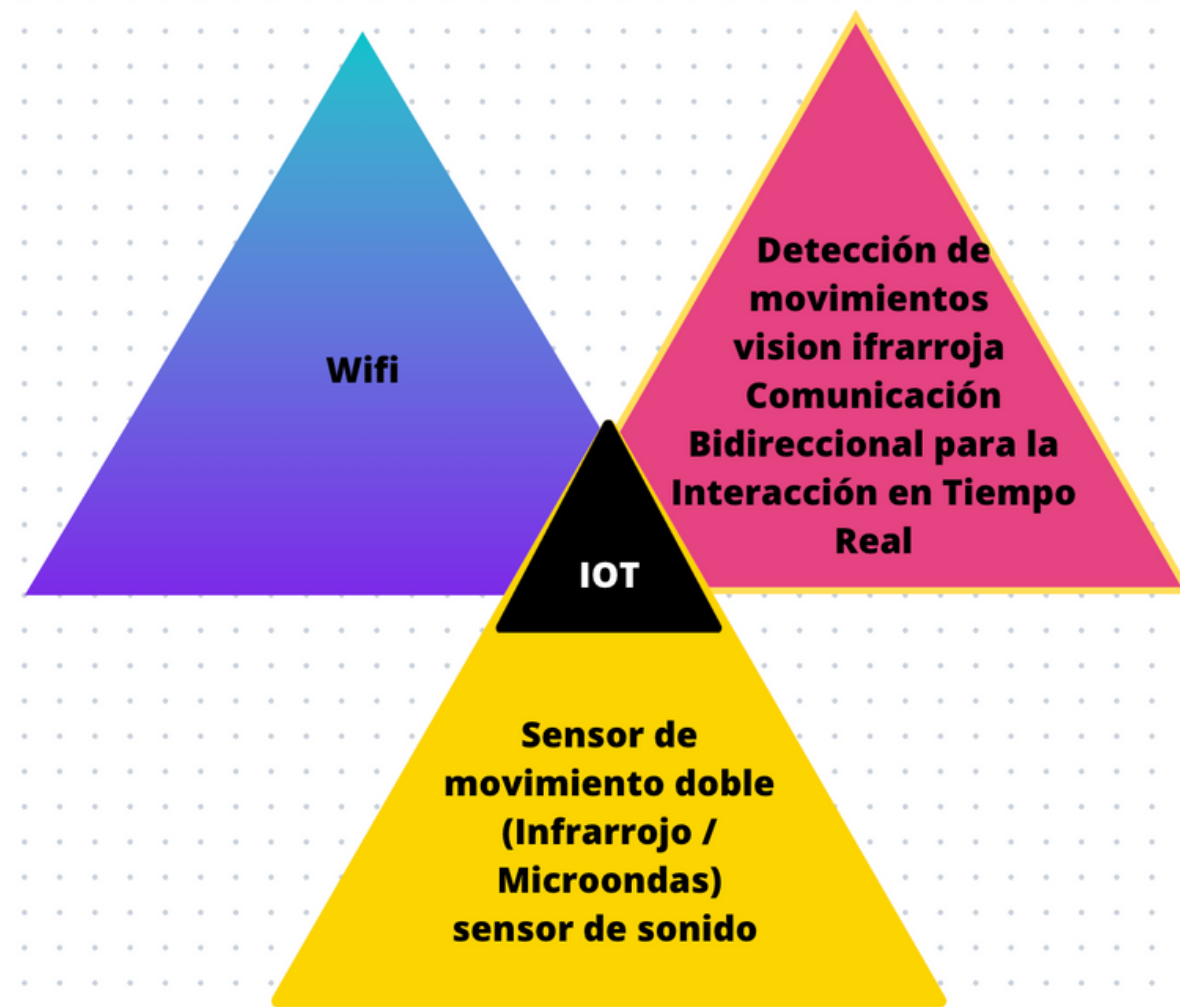 Wifi
Detección de
movimientos
vision ifrarroja
Comunicación
Bidireccional para la
Interacción en Tiempo
Real
IOT
Sensor de
movimiento doble
(Infrarrojo /
Microondas)
sensor de sonido